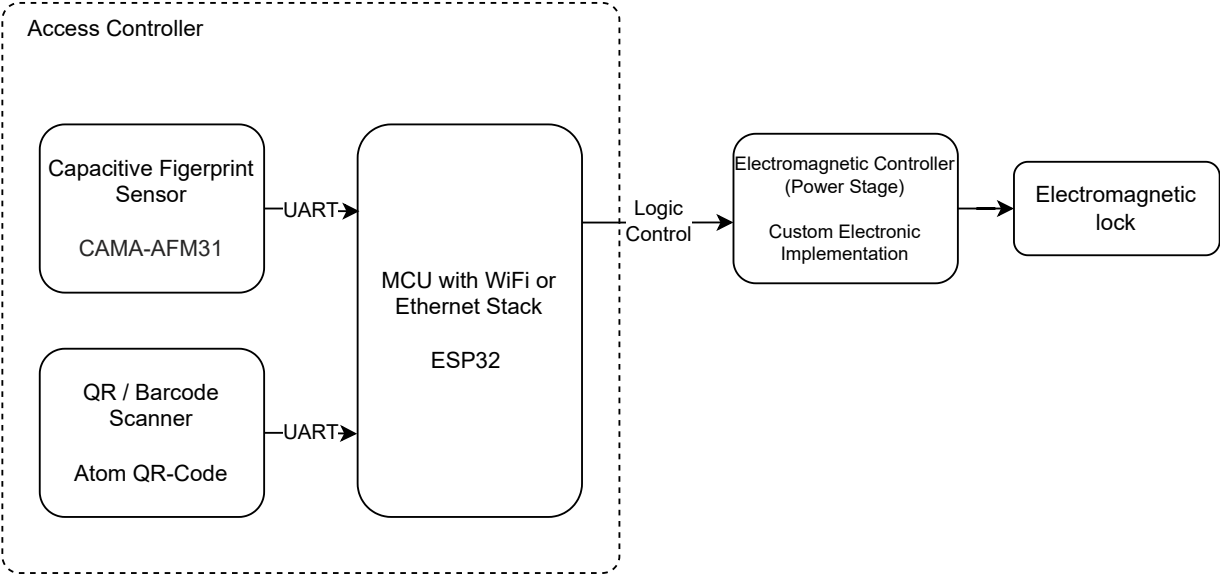 Access Controller
Capacitive Figerprint
Sensor
CAMA-AFM31
UART
QR / Barcode
Scanner
Atom QR-Code
UART
MCU with WiFi or
Ethernet Stack
ESP32
Logic
Control
Electromagnetic Controller
(Power Stage)
Custom Electronic
Implementation
Electromagnetic
lock